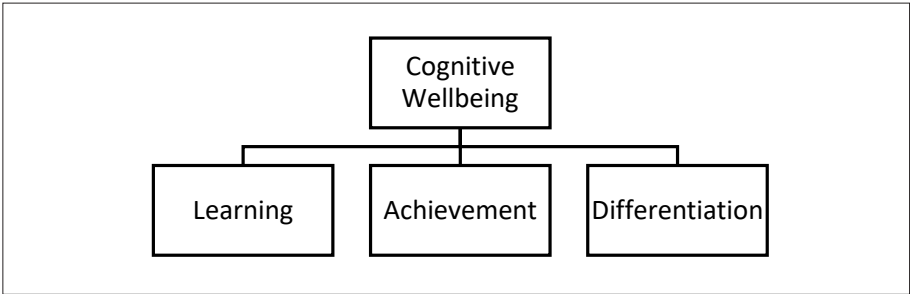 Cognitive
Wellbeing
Learning
Achievement
Differentiation